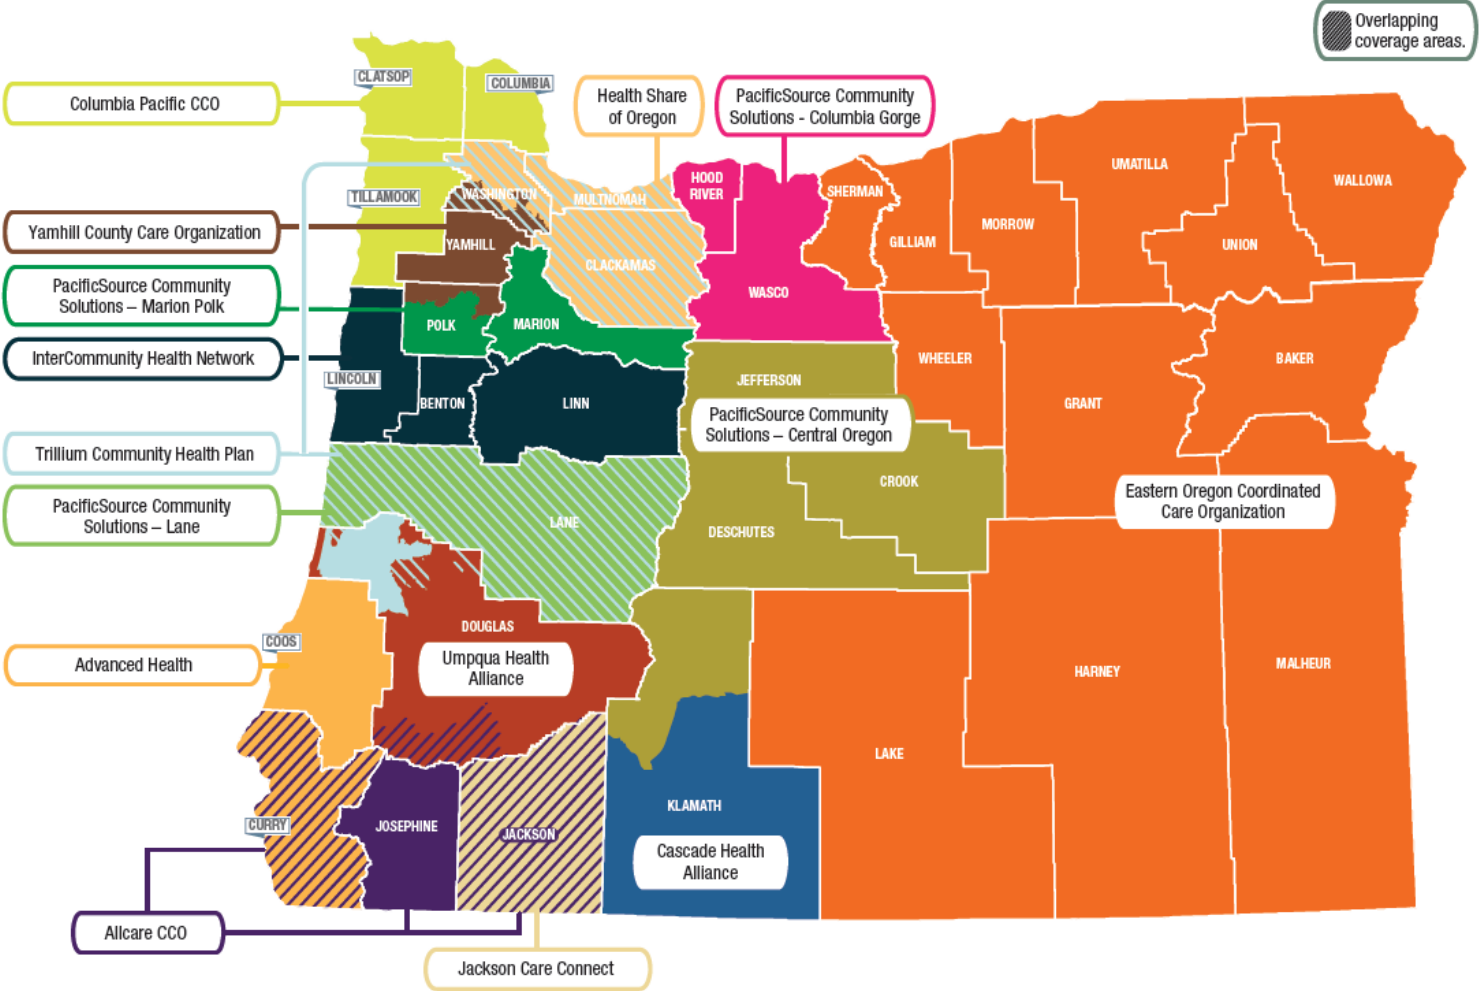 Overlapping
coverage areas.
CLATSOP
COLUMBIA
Columbia Pacific CCO
Health Share
of Oregon
PacificSource Community
Solutions - Columbia Gorge
UMATILLA
WALLOWA
HOOD
RIVER
SHERMAN
WASHINGTON
MULTNOMAH
TILLAMOOK
MORROW
GILLIAM
UNION
Yamhill County Care Organization
YAMHILL
CLACKAMAS
WASCO
PacificSource Community
Solutions – Marion Polk
POLK
MARION
InterCommunity Health Network
LINCOLN
WHEELER
BAKER
JEFFERSON
BENTON
LINN
GRANT
PacificSource Community
Solutions – Central Oregon
Trillium Community Health Plan
CROOK
Eastern Oregon Coordinated
Care Organization
PacificSource Community
Solutions – Lane
LANE
DESCHUTES
DOUGLAS
COOS
Umpqua Health
Alliance
Advanced Health
HARNEY
MALHEUR
LAKE
KLAMATH
CURRY
JOSEPHINE
JACKSON
Cascade Health
Alliance
Allcare CCO
Jackson Care Connect